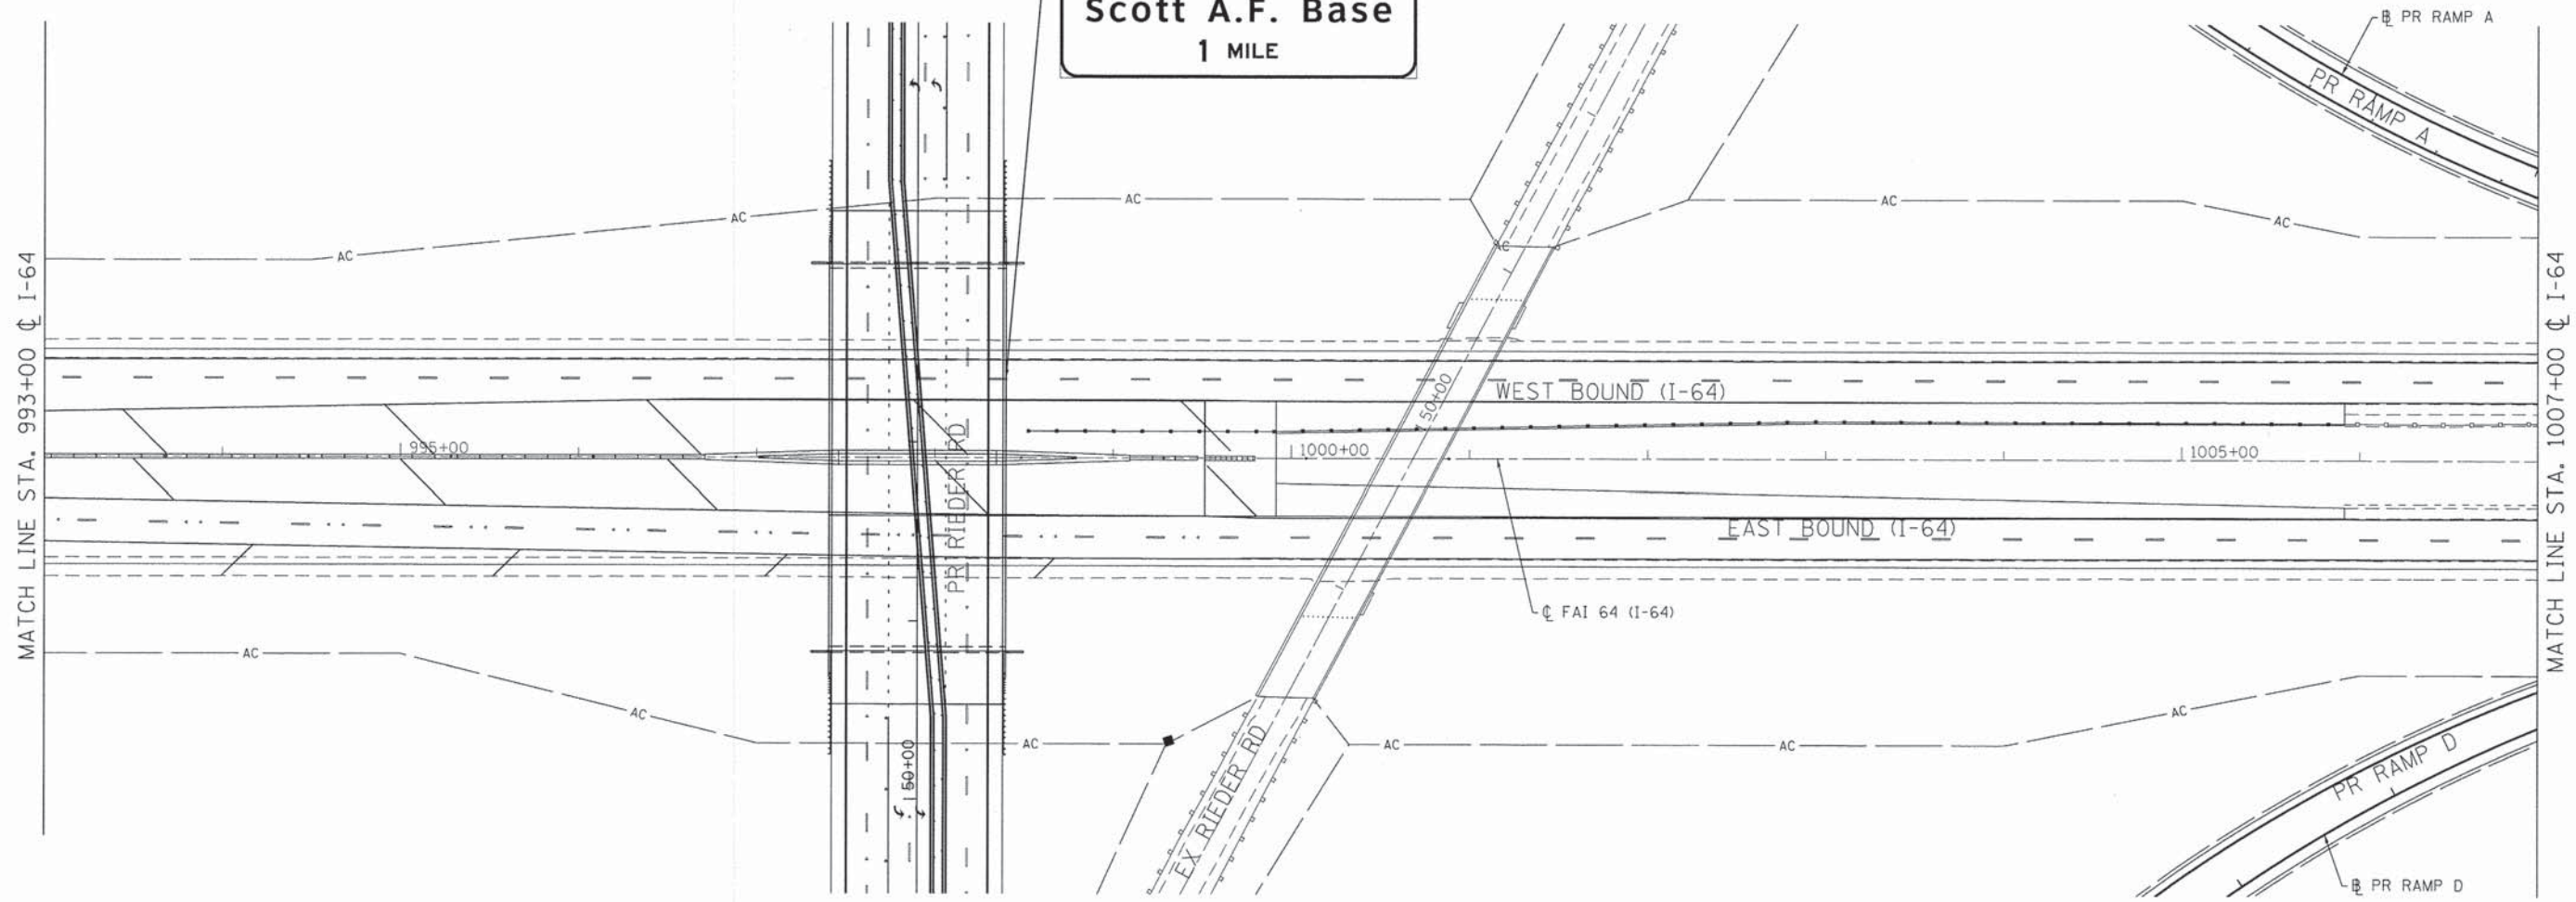 Scott A.F. Base
1 MILE
℄ PR RAMP A
PR RAMP A
AC
AC
AC
AC
AC
AC
MATCH LINE STA. 993+00 ℄ I-64
MATCH LINE STA. 1007+00 ℄ I-64
WEST BOUND (I-64)
150+00
995+00
1000+00
1005+00
PR RIEDER RD
EAST BOUND (I-64)
℄ FAI 64 (I-64)
AC
AC
AC
AC
AC
AC
150+00
EX RIEDER RD
PR RAMP D
℄ PR RAMP D